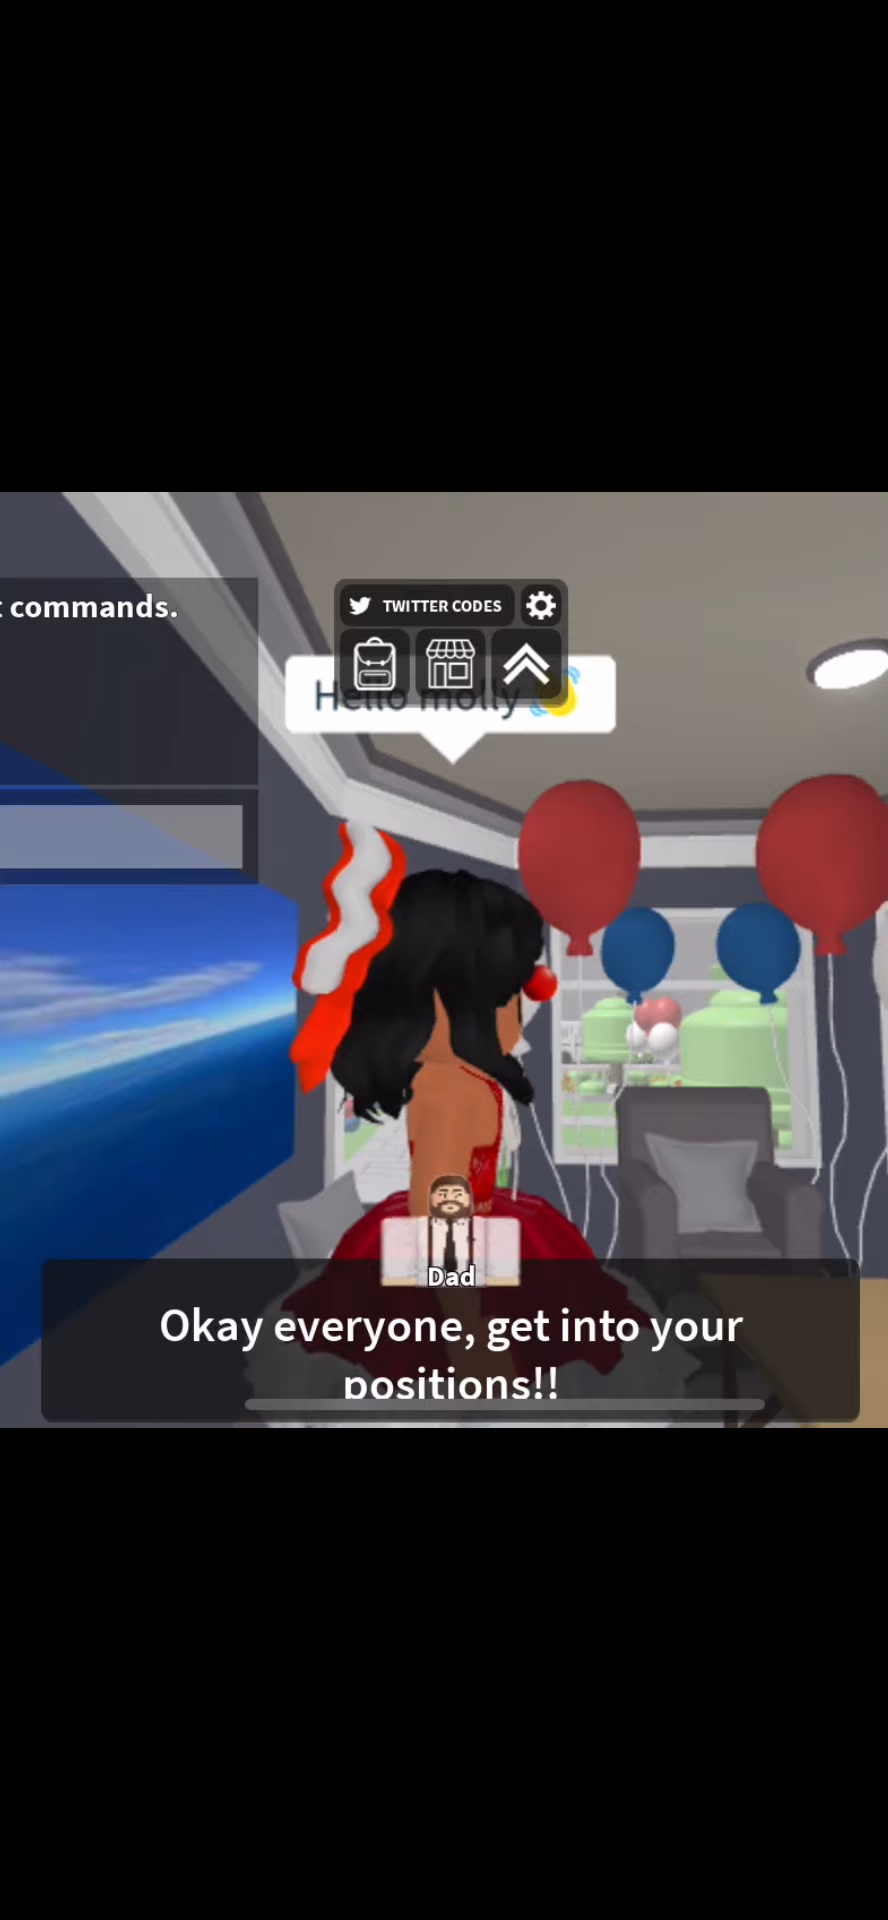 t commands.
TWITTER CODES
Hello molly 👋
Dad
Okay everyone, get into your
positions!!